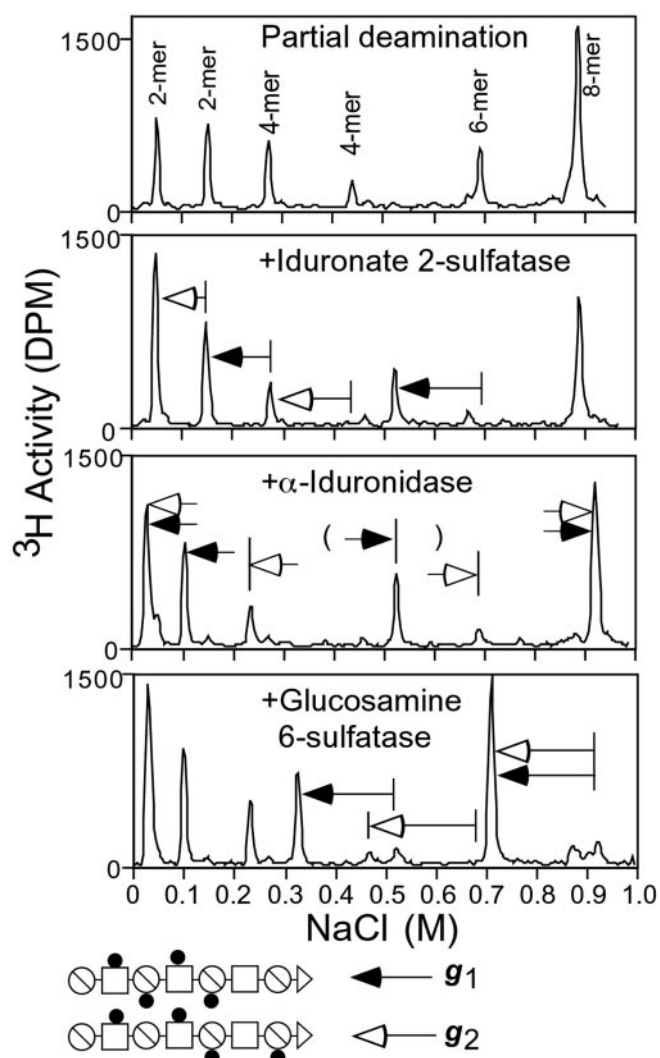 1500
Partial deamination
2-mer
2-mer
4-mer
4-mer
6-mer
8-mer
0
1500
+Iduronate 2-sulfatase
0
³H Activity (DPM)
1500
+α-Iduronidase
( )
0
1500
+Glucosamine
6-sulfatase
0
0 0.1 0.2 0.3 0.4 0.5 0.6 0.7 0.8 0.9 1.0
NaCl (M)
g1
g2